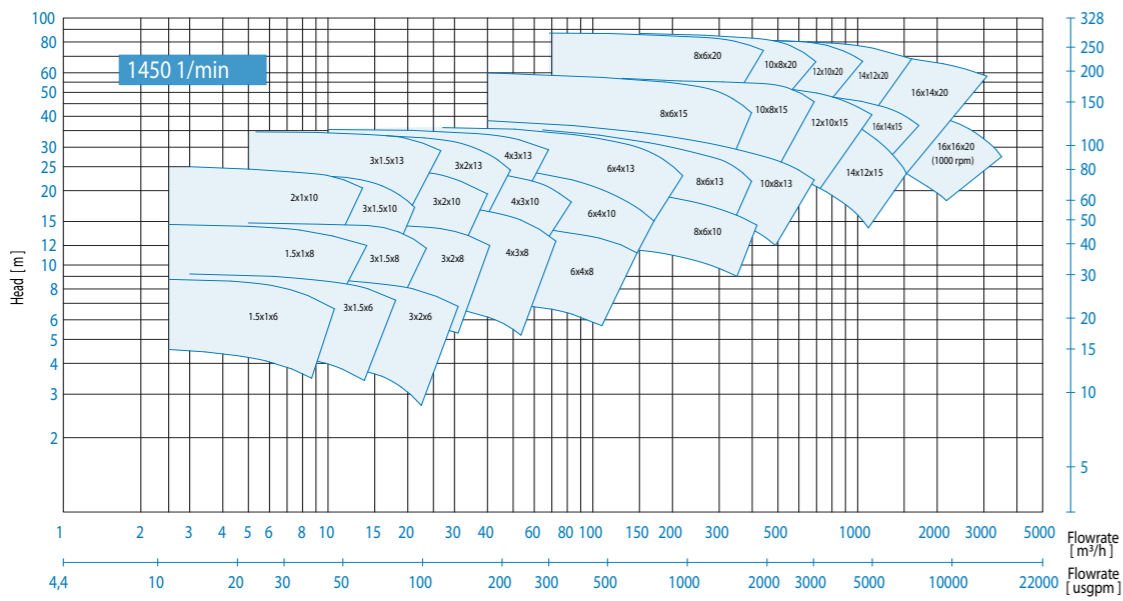 100
328
80
250
1450 1/min
8x6x20
10x8x20
12x10x20
14x12x20
60
200
16x14x20
50
150
8x6x15
10x8x15
12x10x15
16x14x15
30
100
3x1.5x13
3x2x13
4x3x13
6x4x13
8x6x13
10x8x13
14x12x15
16x16x20
(1000 rpm)
25
80
20
60
2x1x10
3x1.5x10
3x2x10
4x3x10
6x4x10
8x6x10
15
50
12
40
1.5x1x8
3x1.5x8
3x2x8
4x3x8
6x4x8
10
30
Head [ m ]
8
1.5x1x6
3x1.5x6
3x2x6
6
20
5
15
4
3
10
2
5
1 2 3 4 5 6 8 10 15 20 30 40 60 80 100 150 200 300 500 1000 2000 3000 5000
Flowrate
[ m³/h ]
4,4 10 20 30 50 100 200 300 500 1000 2000 3000 5000 10000 22000
Flowrate
[ usgpm ]